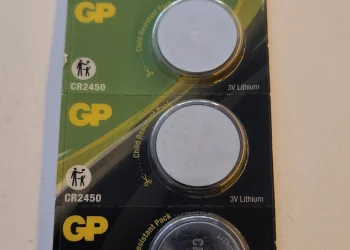 GP
Child Resistant Pack
CR2450
3V Lithium
GP
Child Resistant Pack
CR2450
3V Lithium
GP
Resistant Pack